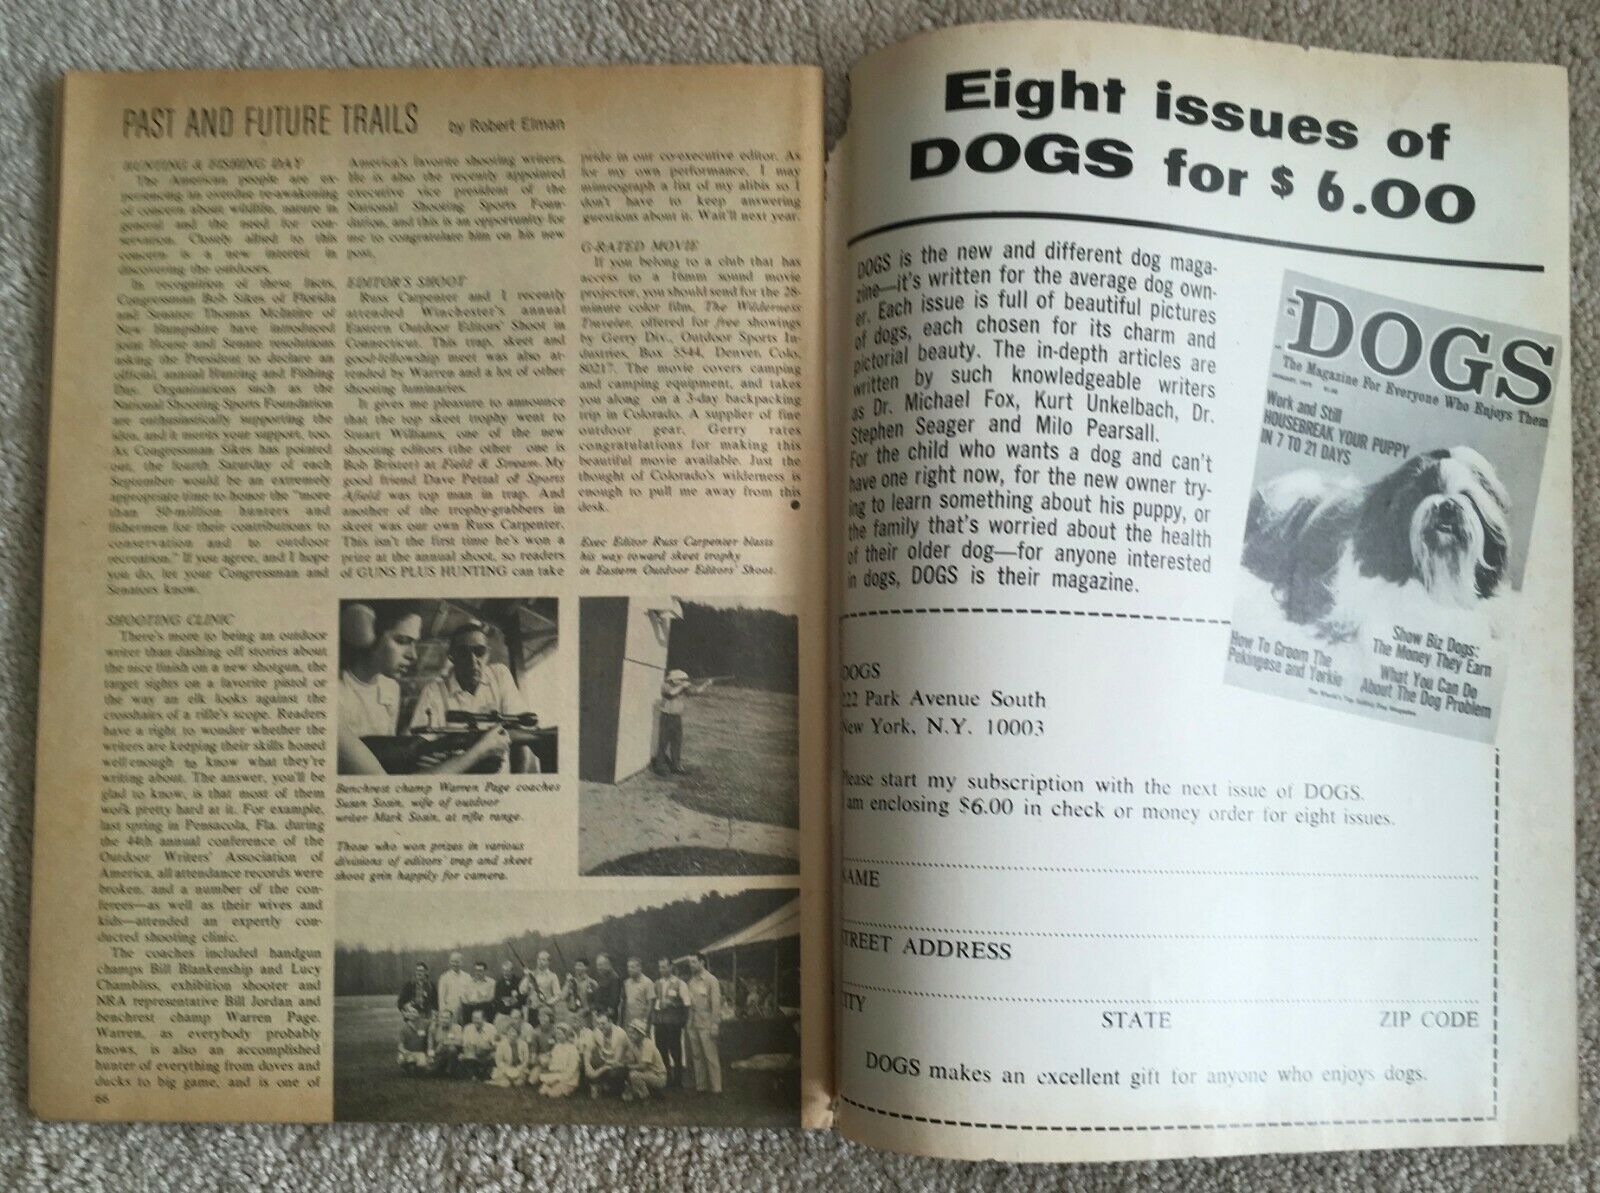 PAST AND FUTURE TRAILS by Robert Elman
HUNTING & FISHING DAY
The American people are ex-
periencing an overdue re-awakening
of concern about wildlife, nature in
general and the need for con-
servation. Closely allied to this
concern is a new interest in
discovering the outdoors.
In recognition of these facts,
Congressman Bob Sikes of Florida
and Senator Thomas McIntire of
New Hampshire have introduced
joint House and Senate resolutions
asking the President to declare an
official, annual Hunting and Fishing
Day. Organizations such as the
National Shooting Sports Foundation
are enthusiastically supporting the
idea, and it merits your support, too.
As Congressman Sikes has pointed
out, the fourth Saturday of each
September would be an extremely
appropriate time to honor the "more
than 50-million hunters and
fishermen for their contributions to
conservation and to outdoor
recreation." If you agree, and I hope
you do, let your Congressman and
Senators know.
SHOOTING CLINIC
There's more to being an outdoor
writer than dashing off stories about
the nice finish on a new shotgun, the
target sights on a favorite pistol or
the way an elk looks against the
crosshairs of a rifle's scope. Readers
have a right to wonder whether the
writers are keeping their skills honed
well enough to know what they're
writing about. The answer, you'll be
glad to know, is that most of them
work pretty hard at it. For example,
last spring in Pensacola, Fla. during
the 44th annual conference of the
Outdoor Writers' Association of
America, all attendance records were
broken, and a number of the con-
ferees—as well as their wives and
kids—attended an expertly con-
ducted shooting clinic.
The coaches included handgun
champs Bill Blankenship and Lucy
Chambliss, exhibition shooter and
NRA representative Bill Jordan and
benchrest champ Warren Page.
Warren, as everybody probably
knows, is also an accomplished
hunter of everything from doves and
ducks to big game, and is one of
66
America's favorite shooting writers.
He is also the recently appointed
executive vice president of the
National Shooting Sports Foun-
dation, and this is an opportunity for
me to congratulate him on his new
post.
EDITOR'S SHOOT
Russ Carpenter and I recently
attended Winchester's annual
Eastern Outdoor Editors' Shoot in
Connecticut. This trap, skeet and
good-fellowship meet was also at-
tended by Warren and a lot of other
shooting luminaries.
It gives me pleasure to announce
that the top skeet trophy went to
Stuart Williams, one of the new
shooting editors (the other one is
Bob Brister) at Field & Stream. My
good friend Dave Petzal of Sports
Afield was top man in trap. And
another of the trophy-grabbers in
skeet was our own Russ Carpenter.
This isn't the first time he's won a
prize at the annual shoot, so readers
of GUNS PLUS HUNTING can take
pride in our co-executive editor. As
for my own performance, I may
mimeograph a list of my alibis so I
don't have to keep answering
questions about it. Wait'll next year.
G-RATED MOVIE
If you belong to a club that has
access to a 16mm sound movie
projector, you should send for the 28-
minute color film, The Wilderness
Traveler, offered for free showings
by Gerry Div., Outdoor Sports In-
dustries, Box 5544, Denver, Colo.
80217. The movie covers camping
and camping equipment, and takes
you along on a 3-day backpacking
trip in Colorado. A supplier of fine
outdoor gear, Gerry rates
congratulations for making this
beautiful movie available. Just the
thought of Colorado's wilderness is
enough to pull me away from this
desk.
Exec Editor Russ Carpenter blasts
his way toward skeet trophy
in Eastern Outdoor Editors' Shoot.
Benchrest champ Warren Page coaches
Susan Sosin, wife of outdoor
writer Mark Sosin, at rifle range.
Those who won prizes in various
divisions of editors' trap and skeet
shoot grin happily for camera.
Eight issues of
DOGS for $ 6.00
DOGS is the new and different dog maga-
zine—it's written for the average dog own-
er. Each issue is full of beautiful pictures
of dogs, each chosen for its charm and
pictorial beauty. The in-depth articles are
written by such knowledgeable writers
as Dr. Michael Fox, Kurt Unkelbach, Dr.
Stephen Seager and Milo Pearsall.
For the child who wants a dog and can't
have one right now, for the new owner try-
ing to learn something about his puppy, or
the family that's worried about the health
of their older dog—for anyone interested
in dogs, DOGS is their magazine.
DOGS
The Magazine For Everyone Who Enjoys Them
Work and Still
HOUSEBREAK YOUR PUPPY
IN 7 TO 21 DAYS
How To Groom The
Pekingese and Yorkie
Show Biz Dogs:
The Money They Earn
What You Can Do
About The Dog Problem
DOGS
222 Park Avenue South
New York, N.Y. 10003
Please start my subscription with the next issue of DOGS.
I am enclosing $6.00 in check or money order for eight issues.
NAME
STREET ADDRESS
CITY STATE ZIP CODE
DOGS makes an excellent gift for anyone who enjoys dogs.